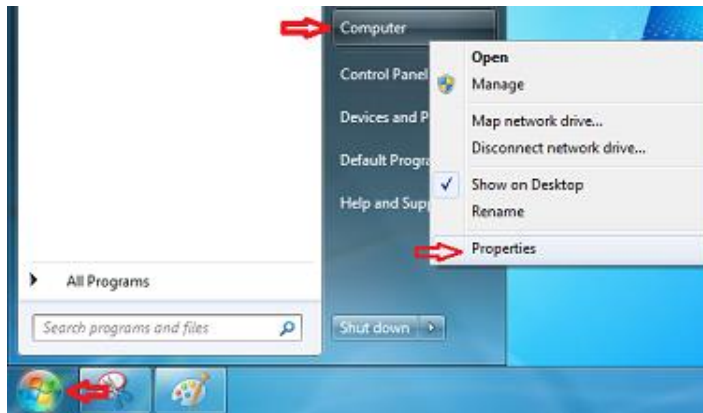 Computer
Control Panel
Devices and P
Default Progra
Help and Supp
Open
Manage
Map network drive...
Disconnect network drive...
Show on Desktop
Rename
Properties
All Programs
Search programs and files
Shut down